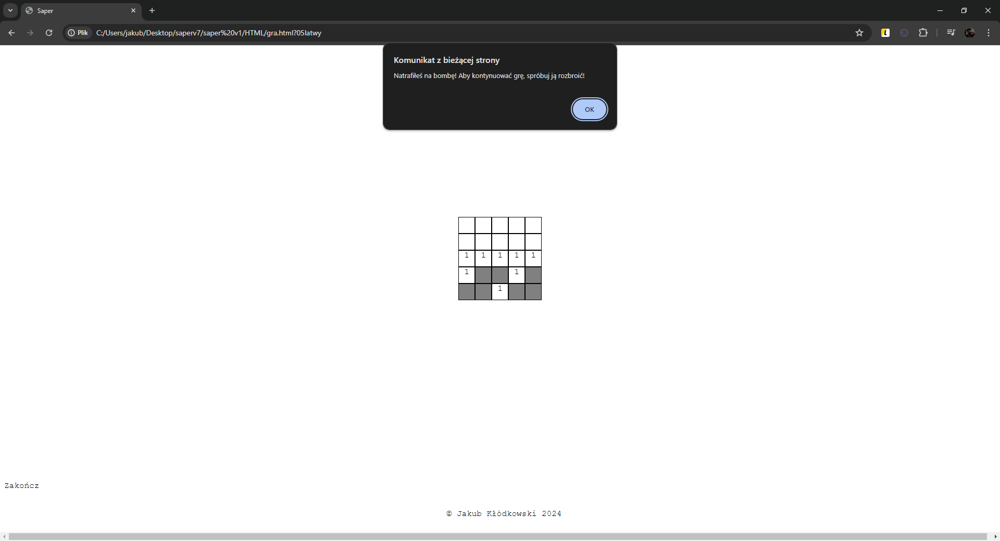 Saper
Plik
C:/Users/jakub/Desktop/saperv7/saper%20v1/HTML/gra.html?05latwy
Komunikat z bieżącej strony
Natrafiłeś na bombę! Aby kontynuować grę, spróbuj ją rozbroić!
OK
1 1 1 1 1
1 1
1
Zakończ
© Jakub Kłódkowski 2024